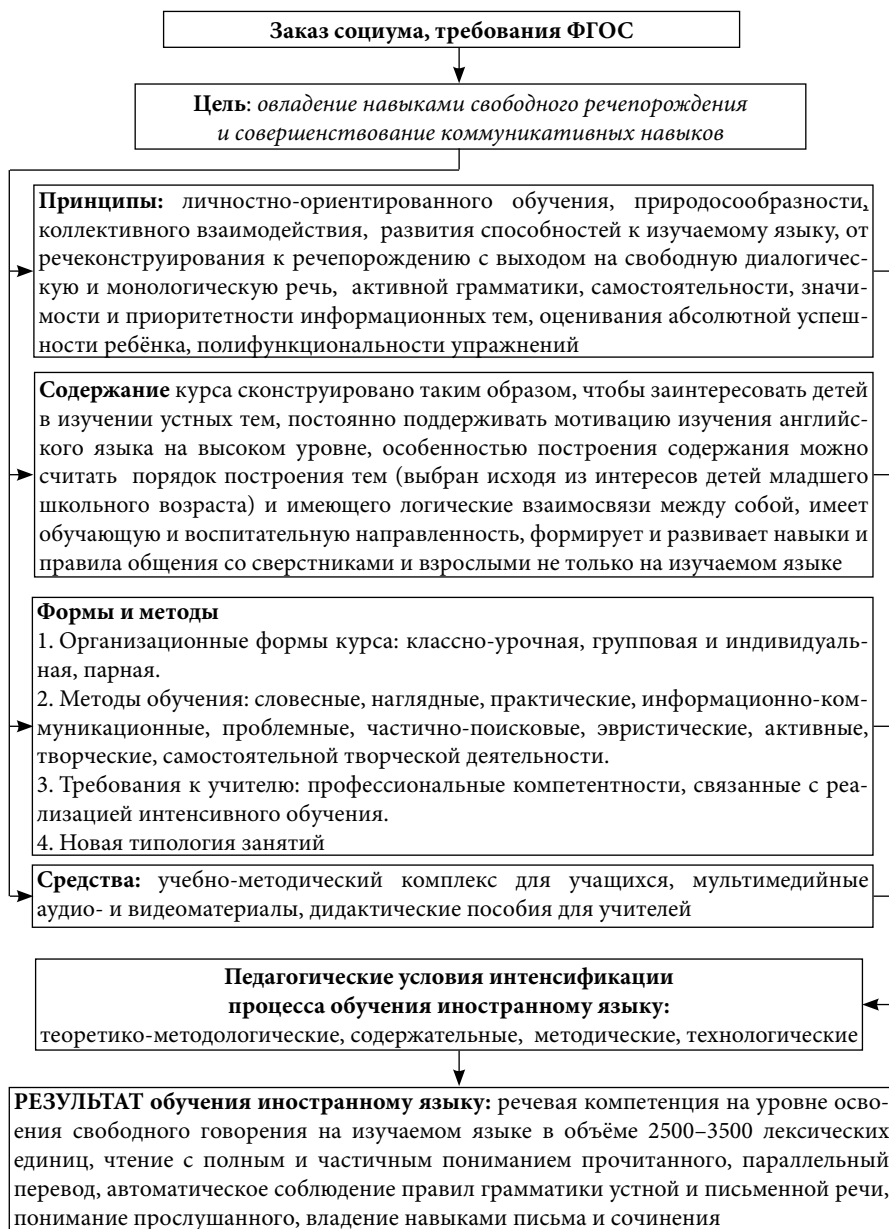 Заказ социума, требования ФГОС
Цель: овладение навыками свободного речепорождения
и совершенствование коммуникативных навыков
Принципы: личностно-ориентированного обучения, природосообразности,
коллективного взаимодействия, развития способностей к изучаемому языку, от
речеконструирования к речепорождению с выходом на свободную диалогичес-
кую и монологическую речь, активной грамматики, самостоятельности, значи-
мости и приоритетности информационных тем, оценивания абсолютной успеш-
ности ребёнка, полифункциональности упражнений
Содержание курса сконструировано таким образом, чтобы заинтересовать детей
в изучении устных тем, постоянно поддерживать мотивацию изучения английс-
кого языка на высоком уровне, особенностью построения содержания можно
считать порядок построения тем (выбран исходя из интересов детей младшего
школьного возраста) и имеющего логические взаимосвязи между собой, имеет
обучающую и воспитательную направленность, формирует и развивает навыки и
правила общения со сверстниками и взрослыми не только на изучаемом языке
Формы и методы
1. Организационные формы курса: классно-урочная, групповая и индивидуаль-
ная, парная.
2. Методы обучения: словесные, наглядные, практические, информационно-ком-
муникационные, проблемные, частично-поисковые, эвристические, активные,
творческие, самостоятельной творческой деятельности.
3. Требования к учителю: профессиональные компетентности, связанные с реа-
лизацией интенсивного обучения.
4. Новая типология занятий
Средства: учебно-методический комплекс для учащихся, мультимедийные
аудио- и видеоматериалы, дидактические пособия для учителей
Педагогические условия интенсификации
процесса обучения иностранному языку:
теоретико-методологические, содержательные, методические, технологические
РЕЗУЛЬТАТ обучения иностранному языку: речевая компетенция на уровне осво-
ения свободного говорения на изучаемом языке в объёме 2500–3500 лексических
единиц, чтение с полным и частичным пониманием прочитанного, параллельный
перевод, автоматическое соблюдение правил грамматики устной и письменной речи,
понимание прослушанного, владение навыками письма и сочинения